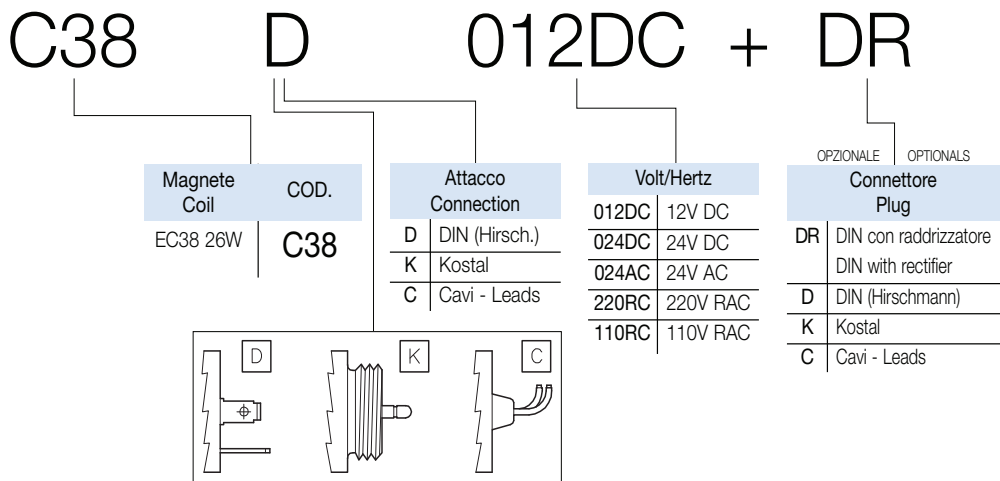 C38 D 012DC + DR
OPZIONALE OPTIONALS
Magnete
Coil
COD.
EC38 26W
C38
Attacco
Connection
D DIN (Hirsch.)
K Kostal
C Cavi - Leads
Volt/Hertz
012DC 12V DC
024DC 24V DC
024AC 24V AC
220RC 220V RAC
110RC 110V RAC
Connettore
Plug
DR DIN con raddrizzatore
DIN with rectifier
D DIN (Hirschmann)
K Kostal
C Cavi - Leads
D K C